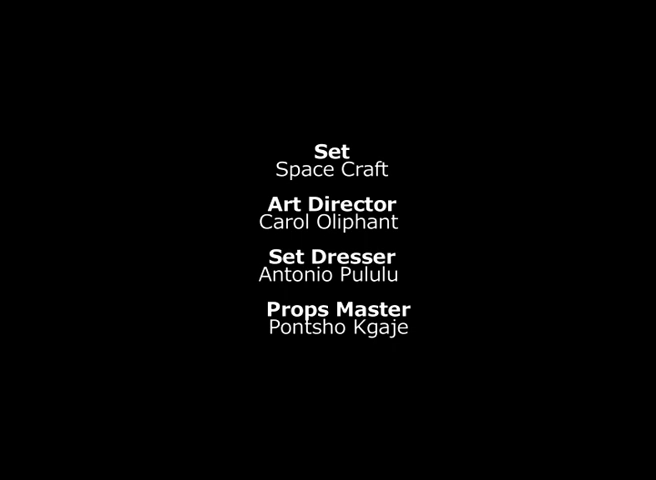 Set
Space Craft
Art Director
Carol Oliphant
Set Dresser
Antonio Pululu
Props Master
Pontsho Kgaje